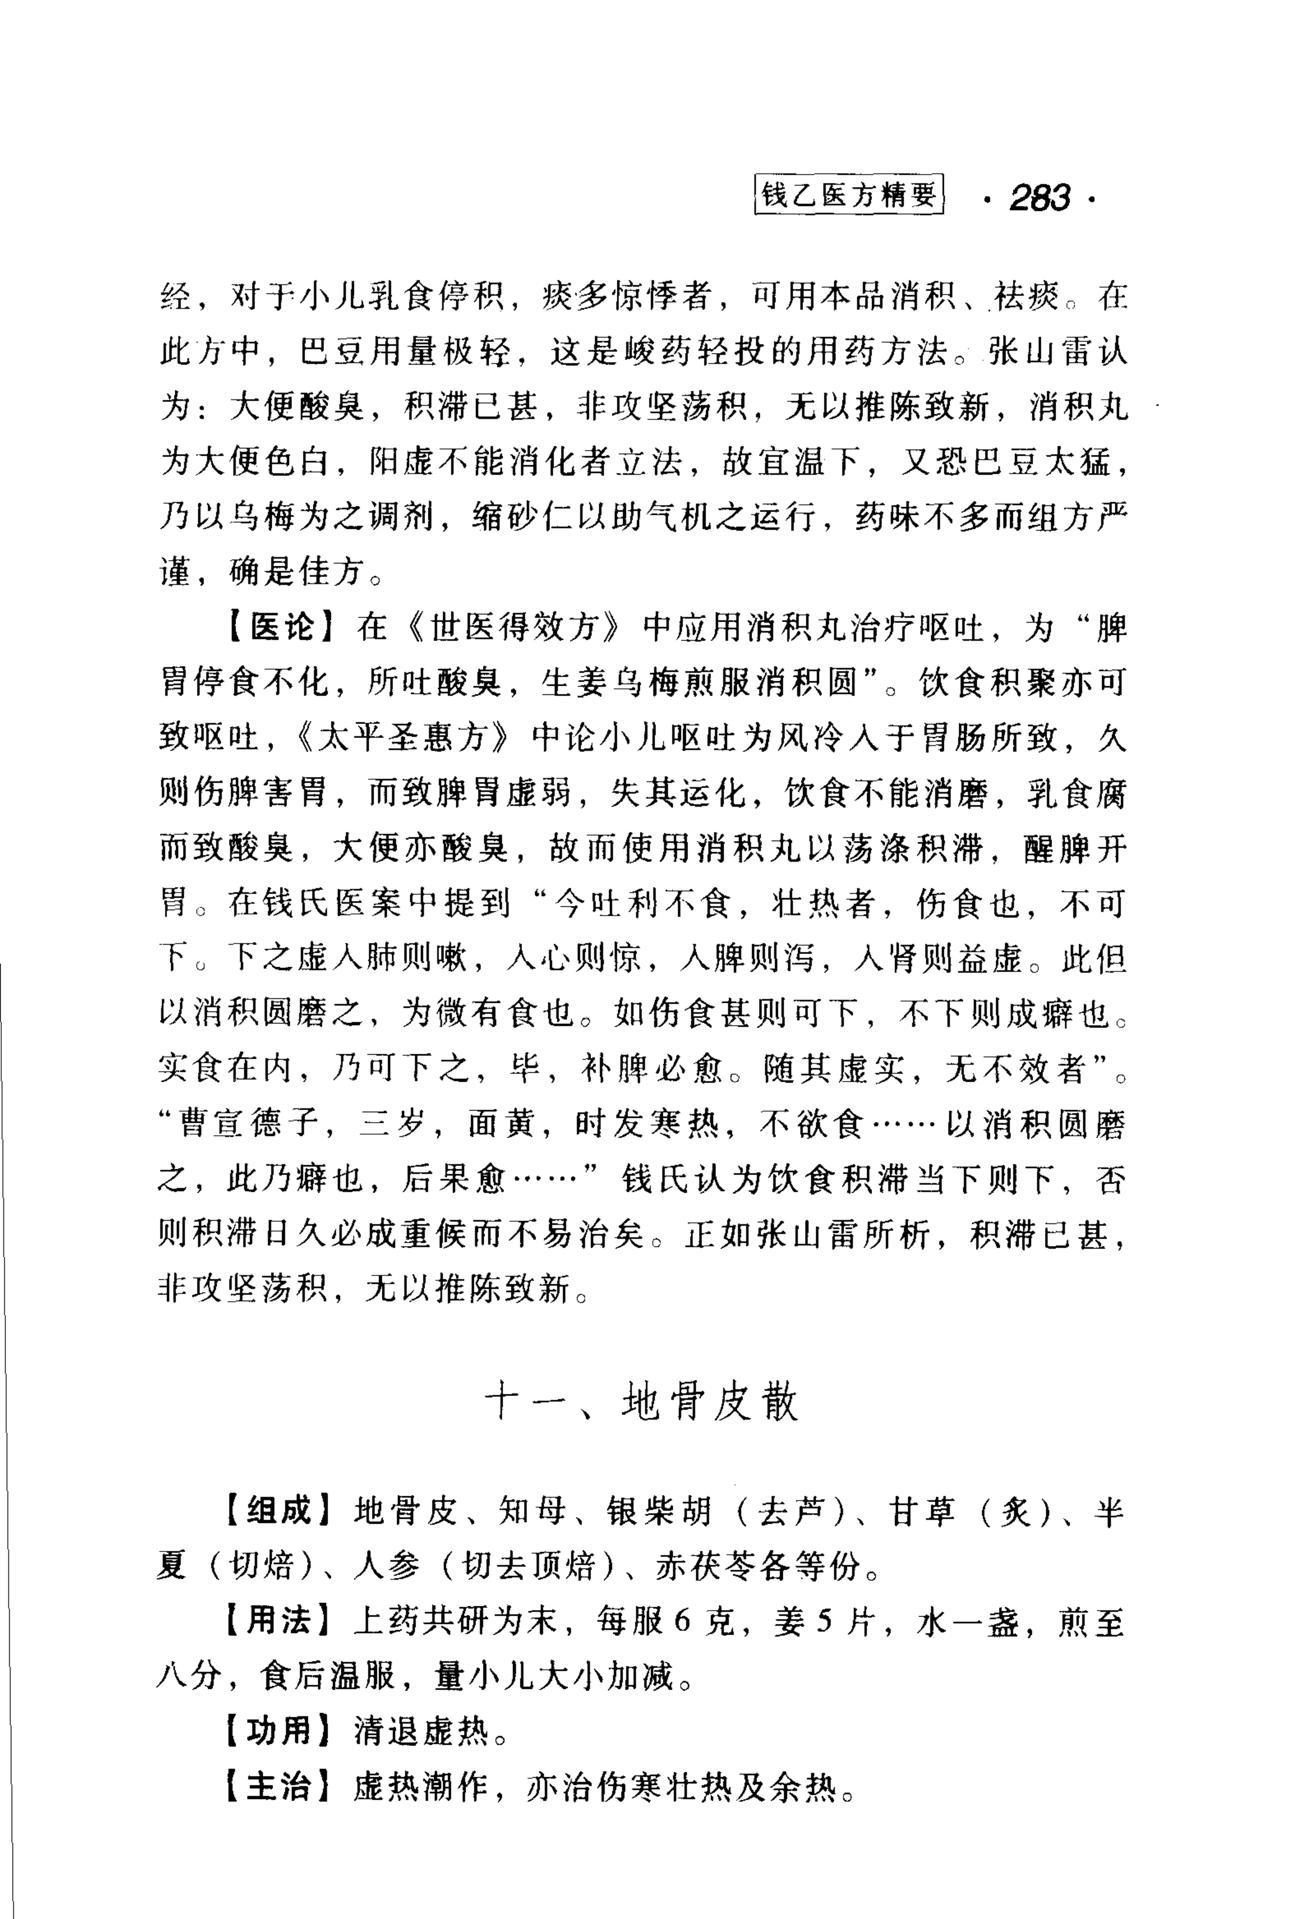 钱乙医方精要 ·283·
经，对于小儿乳食停积，痰多惊悸者，可用本品消积、祛痰。在
此方中，巴豆用量极轻，这是峻药轻投的用药方法。张山雷认
为：大便酸臭，积滞已甚，非攻坚荡积，无以推陈致新，消积丸
为大便色白，阳虚不能消化者立法，故宜温下，又恐巴豆太猛，
乃以乌梅为之调剂，缩砂仁以助气机之运行，药味不多而组方严
谨，确是佳方。
【医论】在《世医得效方》中应用消积丸治疗呕吐，为“脾
胃停食不化，所吐酸臭，生姜乌梅煎服消积圆”。饮食积聚亦可
致呕吐，《太平圣惠方》中论小儿呕吐为风冷入于胃肠所致，久
则伤脾害胃，而致脾胃虚弱，失其运化，饮食不能消磨，乳食腐
而致酸臭，大便亦酸臭，故而使用消积丸以荡涤积滞，醒脾开
胃。在钱氏医案中提到“今吐利不食，壮热者，伤食也，不可
下。下之虚入肺则嗽，入心则惊，入脾则泻，入肾则益虚。此但
以消积圆磨之，为微有食也。如伤食甚则可下，不下则成癖也。
实食在内，乃可下之，毕，补脾必愈。随其虚实，无不效者”。
“曹宣德子，三岁，面黄，时发寒热，不欲食……以消积圆磨
之，此乃癖也，后果愈……”钱氏认为饮食积滞当下则下，否
则积滞日久必成重候而不易治矣。正如张山雷所析，积滞已甚，
非攻坚荡积，无以推陈致新。
十一、地骨皮散
【组成】地骨皮、知母、银柴胡（去芦）、甘草（炙）、半
夏（切焙）、人参（切去顶焙）、赤茯苓各等份。
【用法】上药共研为末，每服6克，姜5片，水一盏，煎至
八分，食后温服，量小儿大小加减。
【功用】清退虚热。
【主治】虚热潮作，亦治伤寒壮热及余热。